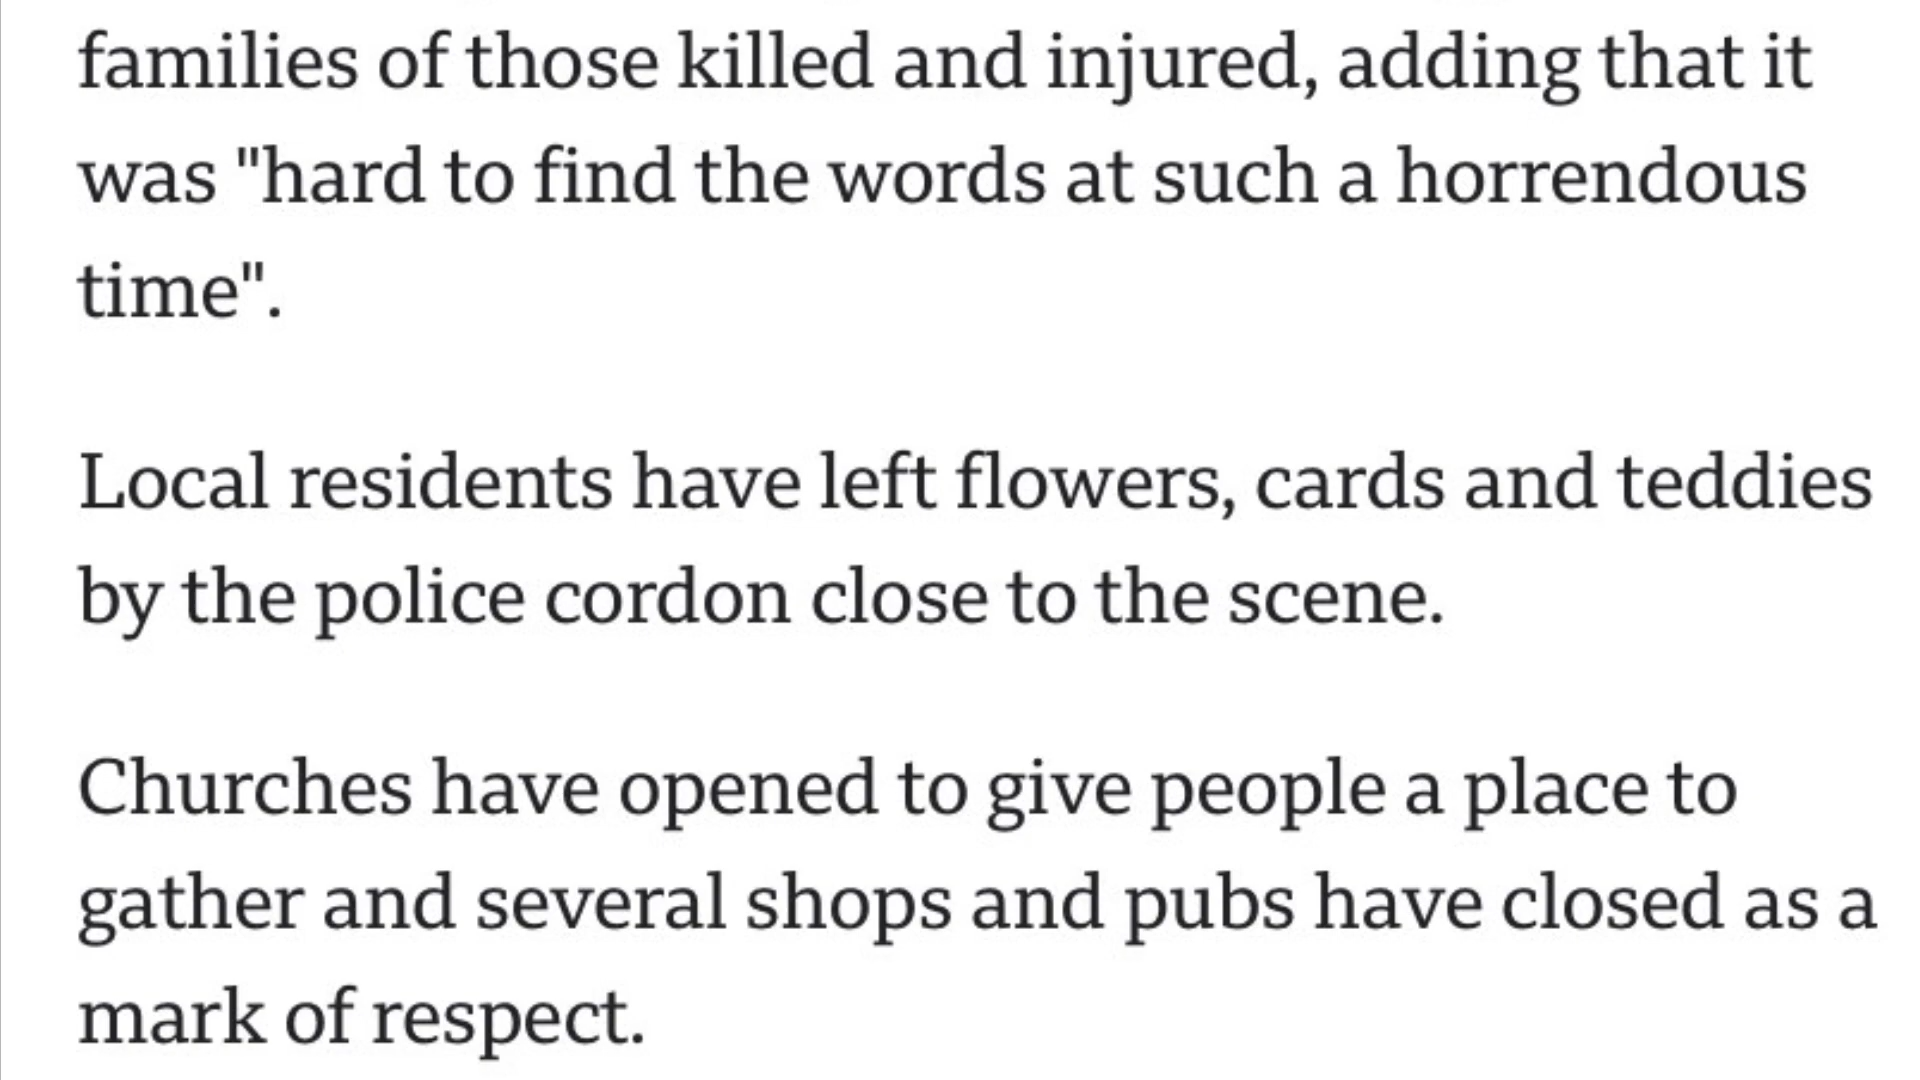 families of those killed and injured, adding that it
was "hard to find the words at such a horrendous
time".
Local residents have left flowers, cards and teddies
by the police cordon close to the scene.
Churches have opened to give people a place to
gather and several shops and pubs have closed as a
mark of respect.